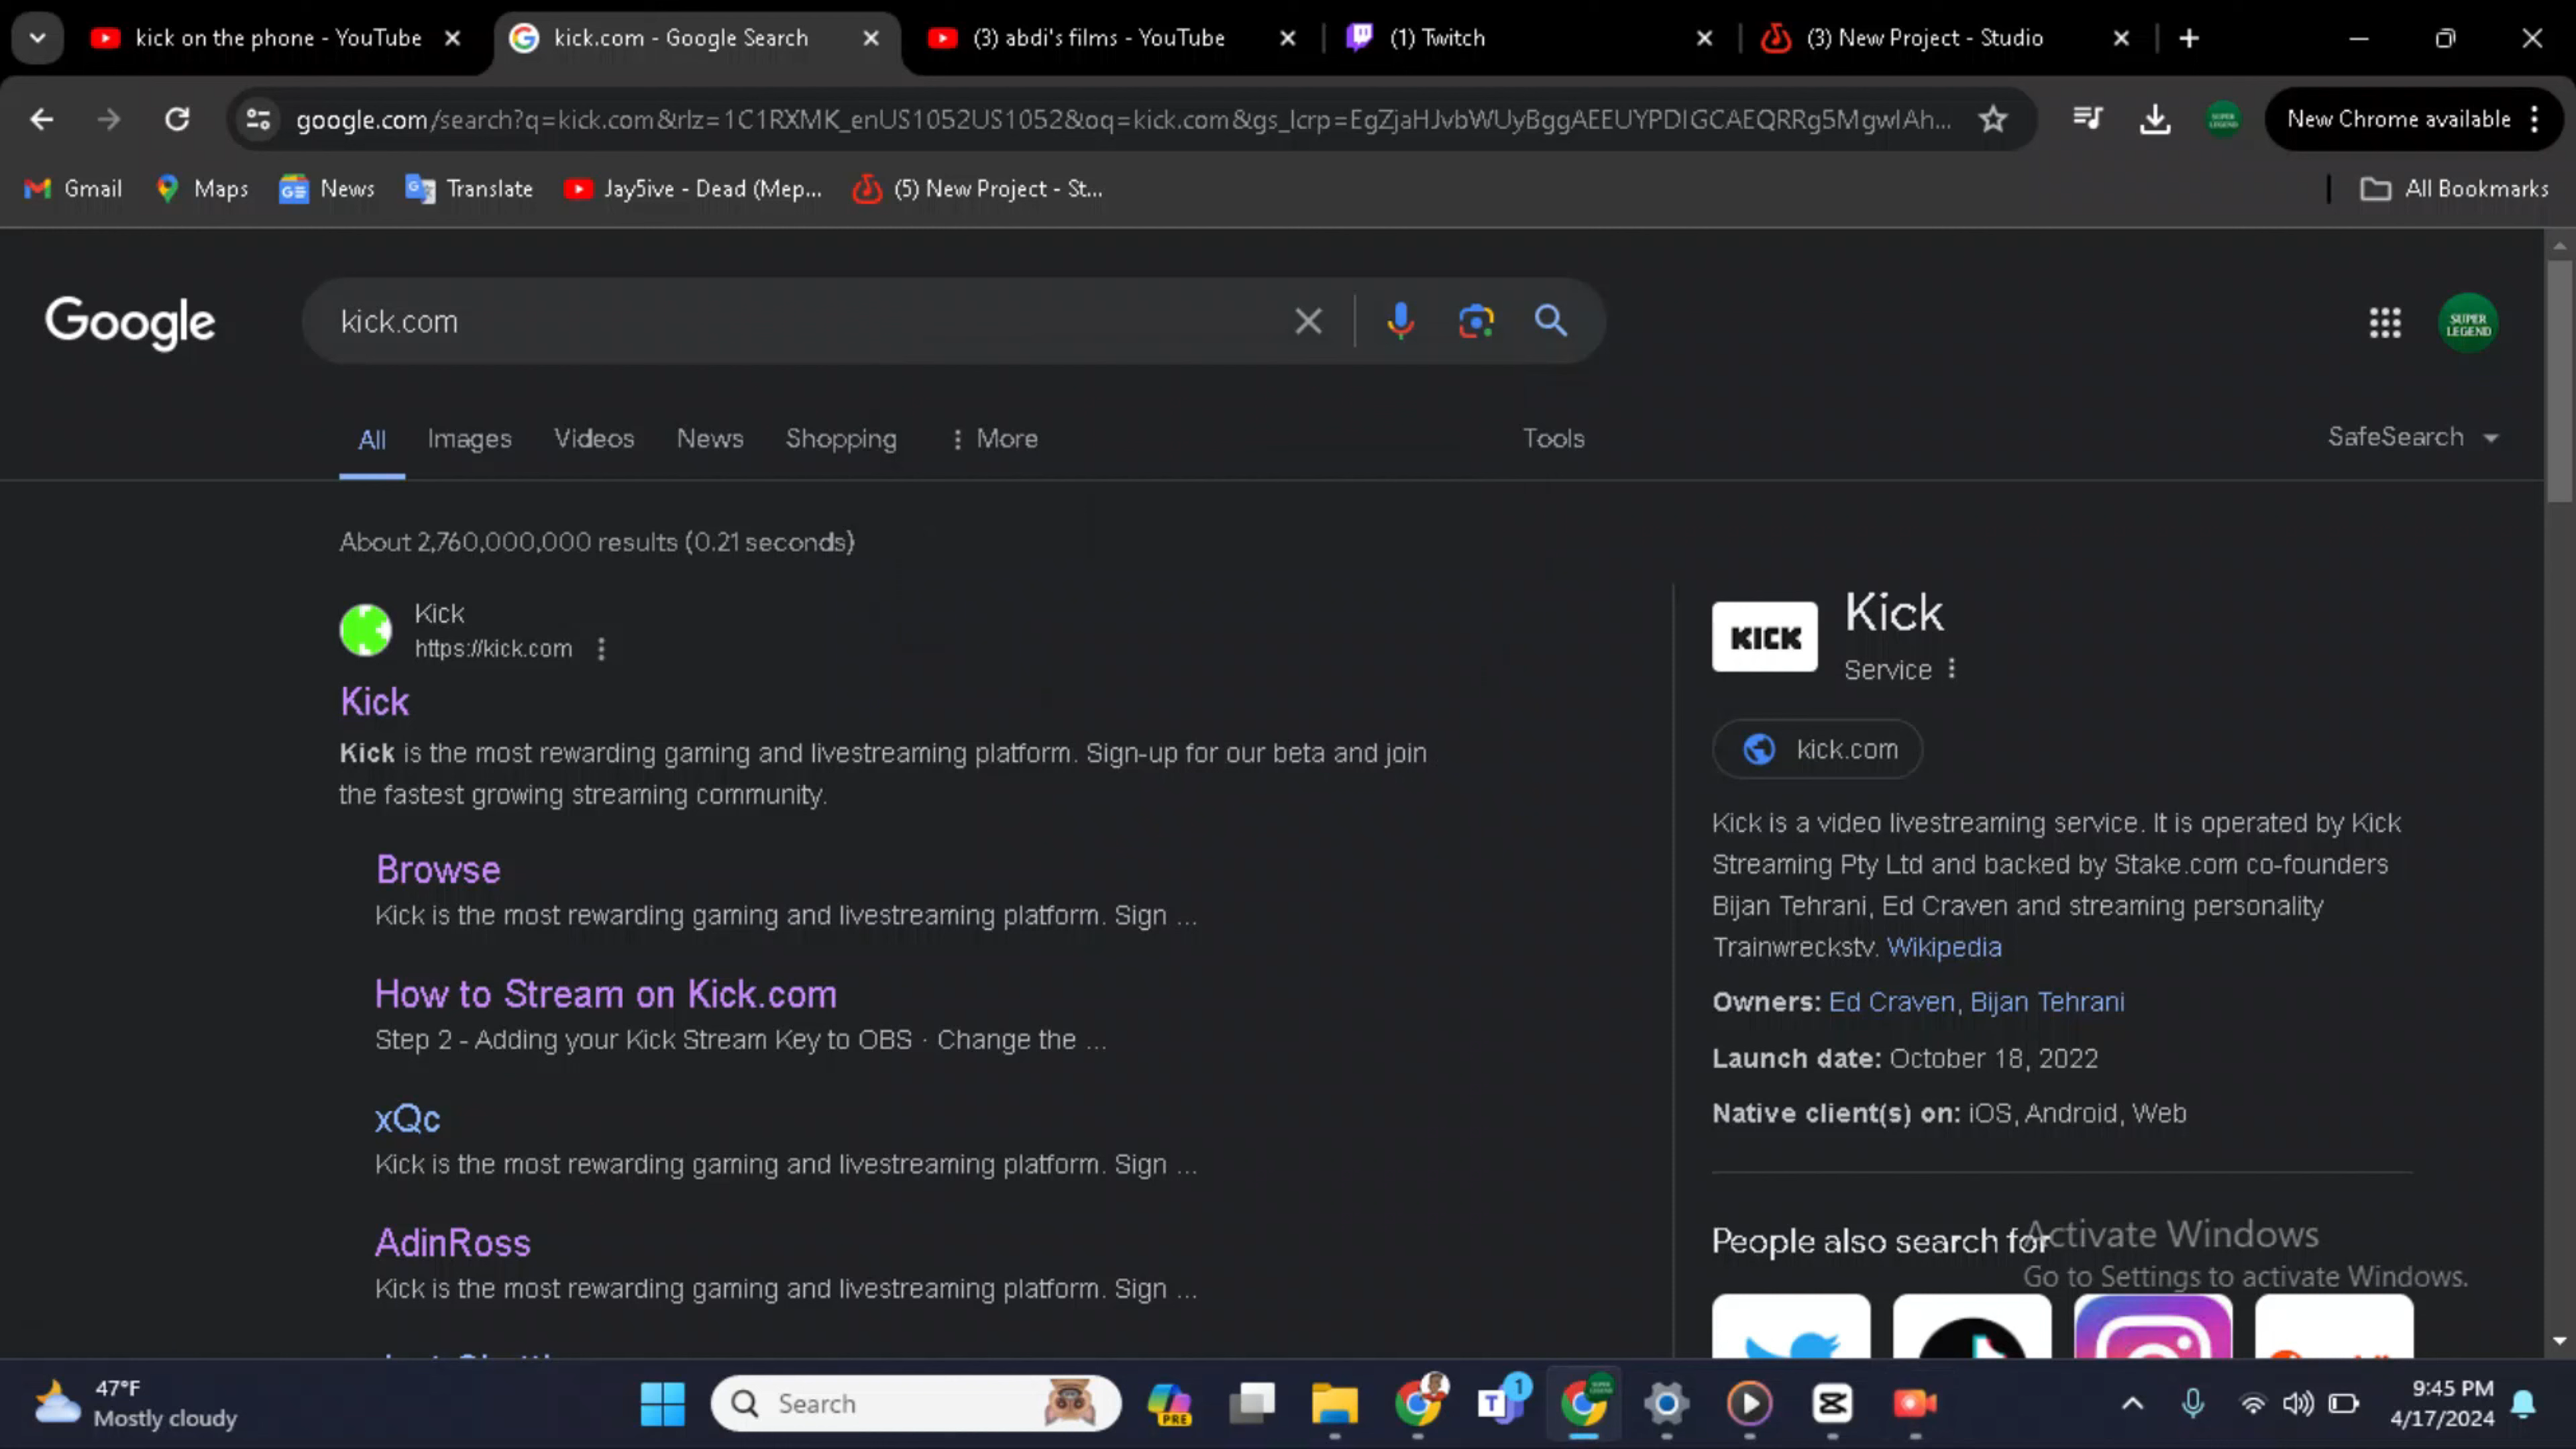 kick on the phone - YouTube
kick.com - Google Search
(3) abdi's films - YouTube
(1) Twitch
(3) New Project - Studio
google.com/search?q=kick.com&rlz=1C1RXMK_enUS1052US1052&oq=kick.com&gs_lcrp=EgZjaHJvbWUyBggAEEUYPDIGCAEQRRg5MgwIAh...
SUPER LEGEND
New Chrome available
Gmail
Maps
News
Translate
Jay5ive - Dead (Mep...
(5) New Project - St...
All Bookmarks
Google
kick.com
SUPER
LEGEND
All
Images
Videos
News
Shopping
More
Tools
SafeSearch
About 2,760,000,000 results (0.21 seconds)
Kick
https://kick.com
Kick
Kick is the most rewarding gaming and livestreaming platform. Sign-up for our beta and join
the fastest growing streaming community.
Browse
Kick is the most rewarding gaming and livestreaming platform. Sign ...
How to Stream on Kick.com
Step 2 - Adding your Kick Stream Key to OBS · Change the ...
xQc
Kick is the most rewarding gaming and livestreaming platform. Sign ...
AdinRoss
Kick is the most rewarding gaming and livestreaming platform. Sign ...
KICK
Kick
Service
kick.com
Kick is a video livestreaming service. It is operated by Kick
Streaming Pty Ltd and backed by Stake.com co-founders
Bijan Tehrani, Ed Craven and streaming personality
Trainwreckstv. Wikipedia
Owners: Ed Craven, Bijan Tehrani
Launch date: October 18, 2022
Native client(s) on: iOS, Android, Web
People also search for
Activate Windows
Go to Settings to activate Windows.
47°F
Mostly cloudy
Search
PRE
T
1
9:45 PM
4/17/2024